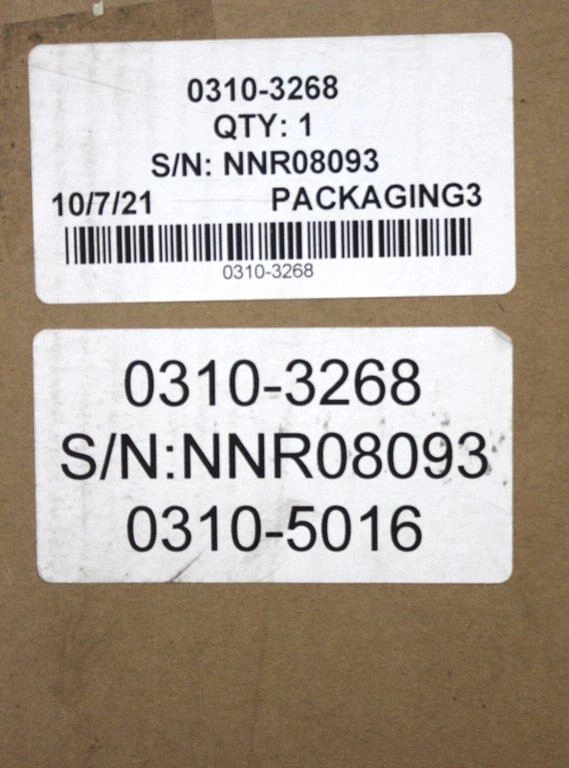 0310-3268
QTY: 1
S/N: NNR08093
10/7/21 PACKAGING3
0310-3268
0310-3268
S/N:NNR08093
0310-5016